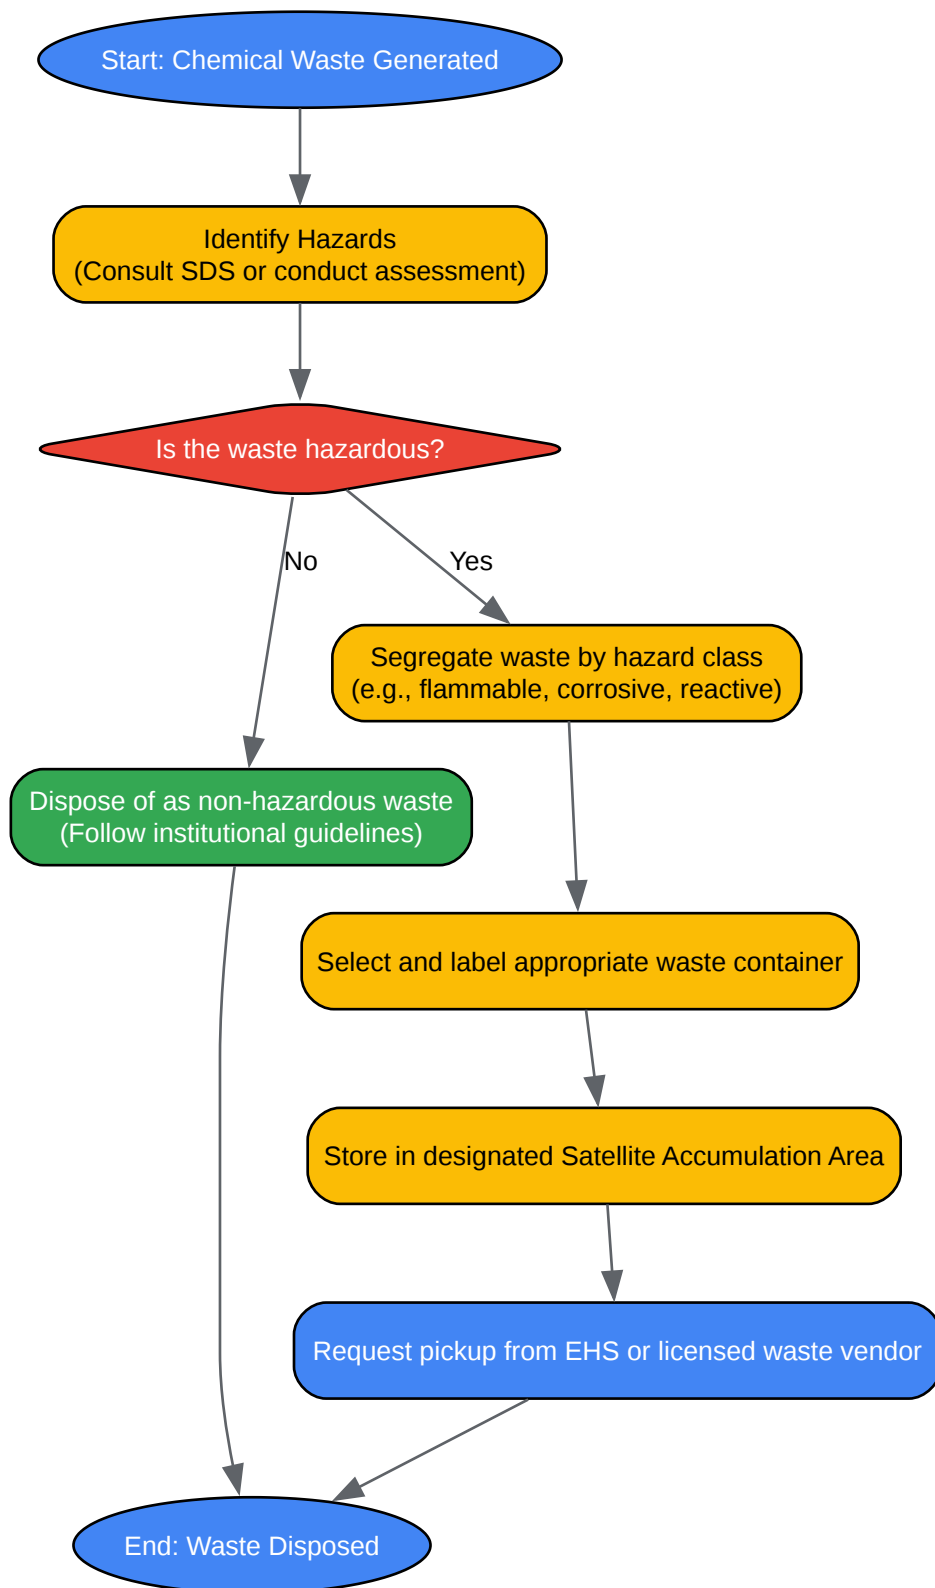 Start: Chemical Waste Generated
Identify Hazards
(Consult SDS or conduct assessment)
Is the waste hazardous?
No
Yes
Segregate waste by hazard class
(e.g., flammable, corrosive, reactive)
Dispose of as non-hazardous waste
(Follow institutional guidelines)
Select and label appropriate waste container
Store in designated Satellite Accumulation Area
Request pickup from EHS or licensed waste vendor
End: Waste Disposed